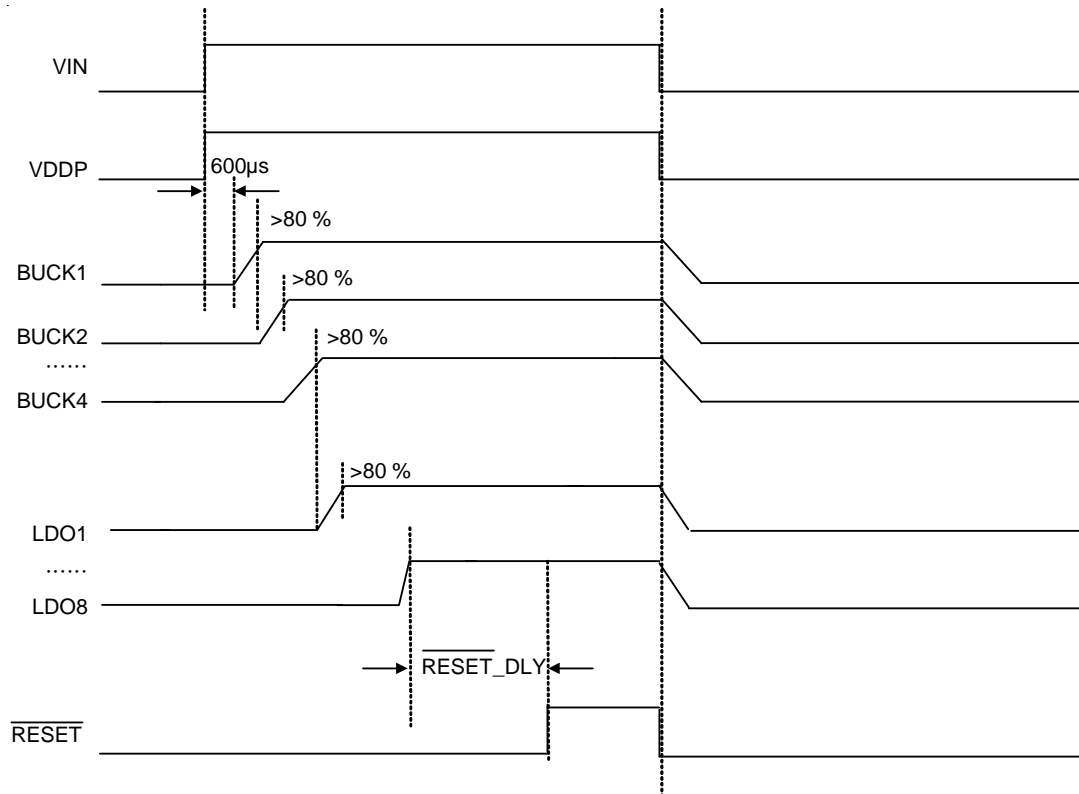 VIN
VDDP
600µs
>80 %
BUCK1
>80 %
BUCK2
......
>80 %
BUCK4
>80 %
LDO1
......
LDO8
RESET_DLY
RESET